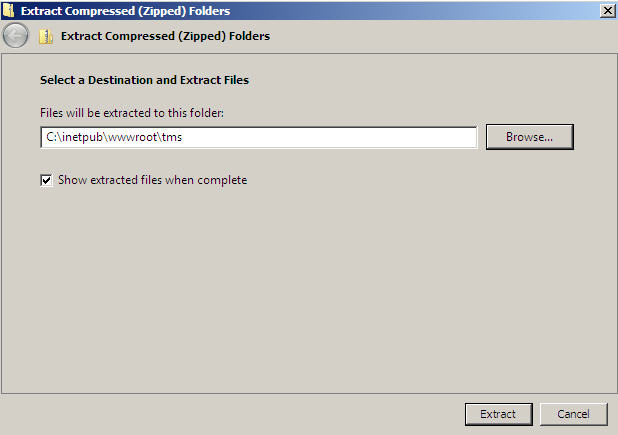 Extract Compressed (Zipped) Folders
Extract Compressed (Zipped) Folders
Select a Destination and Extract Files
Files will be extracted to this folder:
C:\inetpub\wwwroot\tms
Browse...
Show extracted files when complete
Extract
Cancel